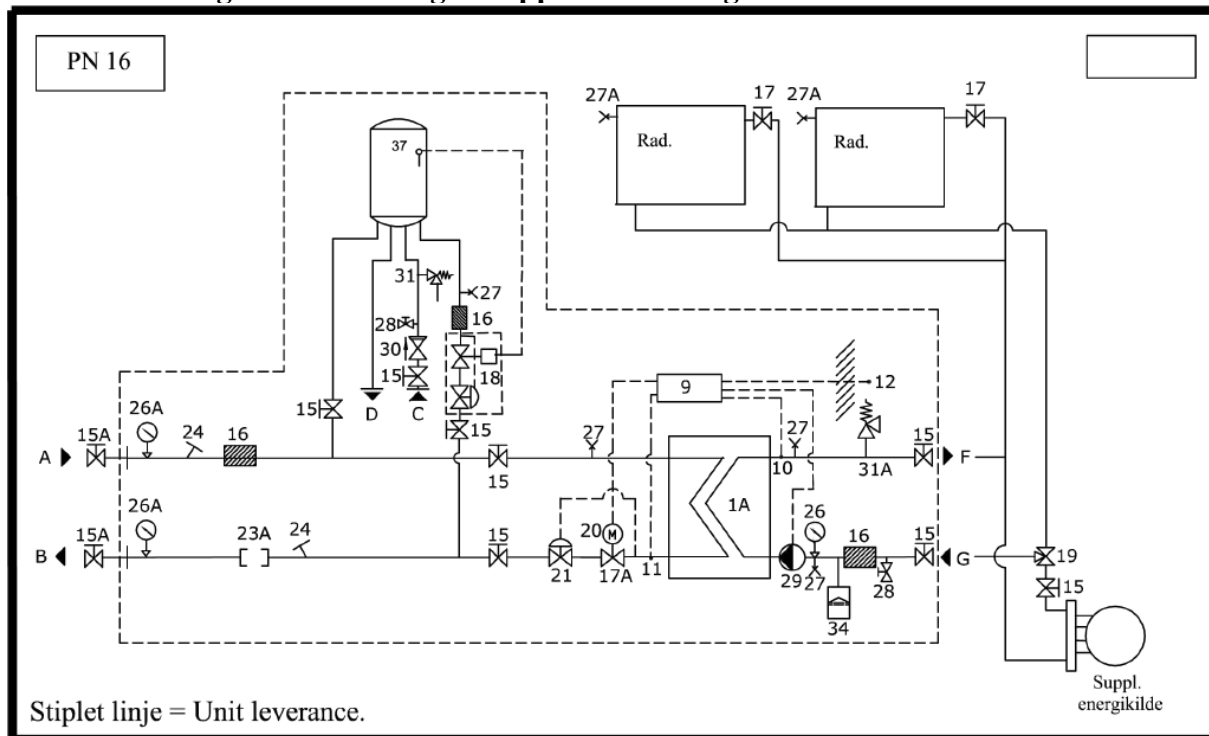 PN 16
27A
17
27A
17
Rad.
Rad.
37
31
27
28
16
30
18
15
9
12
D
C
15
15
26A
15A
24
16
27
27
15
A
10
31A
F
15
1A
26A
15A
23A
24
15
20
M
26
16
15
B
21
17A
11
29
27
28
G
19
15
34
Suppl.
energikilde
Stiplet linje = Unit leverance.